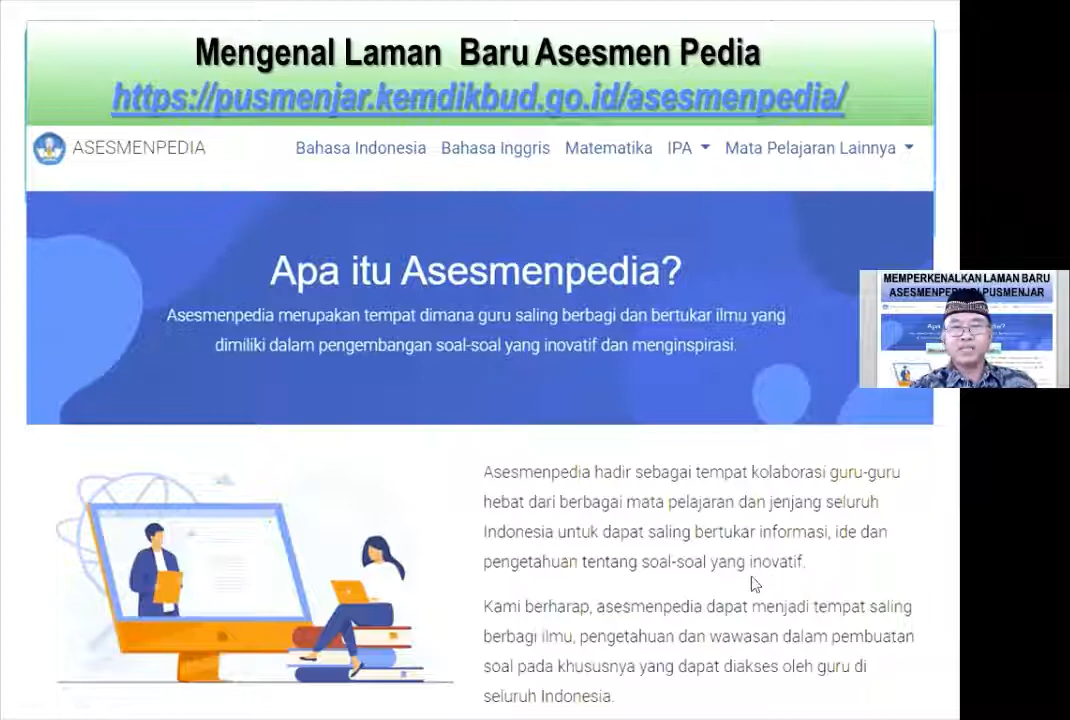 Mengenal Laman Baru Asesmen Pedia
https://pusmenjar.kemdikbud.go.id/asesmenpedia/
ASESMENPEDIA
Bahasa Indonesia Bahasa Inggris Matematika IPA Mata Pelajaran Lainnya
Apa itu Asesmenpedia?
Asesmenpedia merupakan tempat dimana guru saling berbagi dan bertukar ilmu yang
dimiliki dalam pengembangan soal-soal yang inovatif dan menginspirasi.
MEMPERKENALKAN LAMAN BARU
Asesmenpedia hadir sebagai tempat kolaborasi guru-guru
hebat dari berbagai mata pelajaran dan jenjang seluruh
Indonesia untuk dapat saling bertukar informasi, ide dan
pengetahuan tentang soal-soal yang inovatif.
Kami berharap, asesmenpedia dapat menjadi tempat saling
berbagi ilmu, pengetahuan dan wawasan dalam pembuatan
soal pada khususnya yang dapat diakses oleh guru di
seluruh Indonesia.